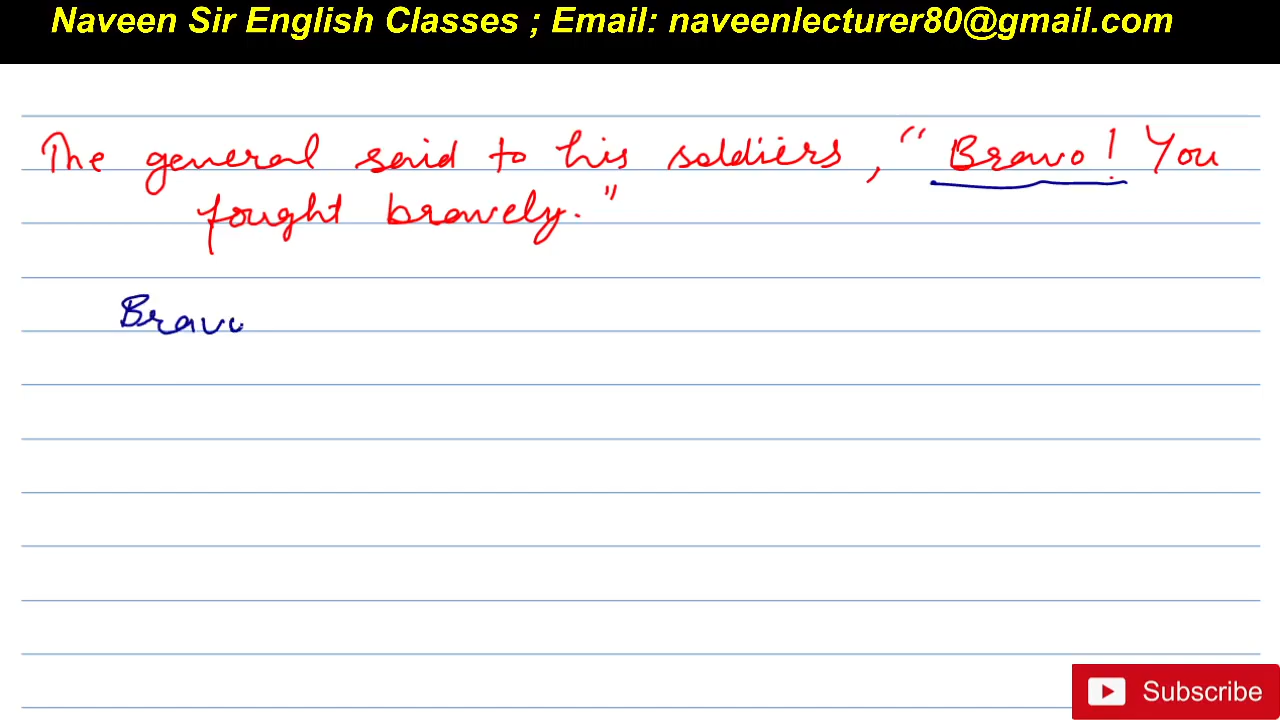 Naveen Sir English Classes ; Email: naveenlecturer80@gmail.com
The general said to his soldiers, "Bravo! You
fought bravely."
Bravo
Subscribe